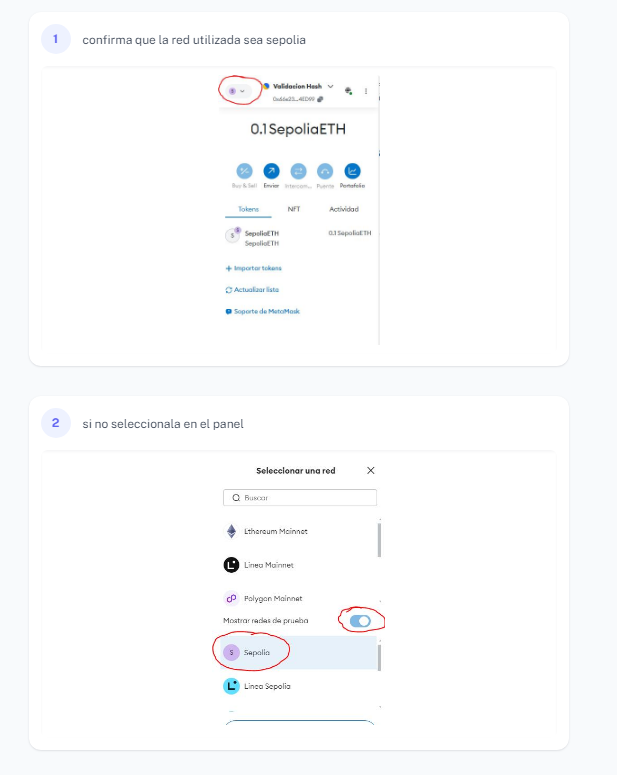 1 confirma que la red utilizada sea sepolia
Validacion Hash
0.1 SepoliaETH
Buy & Sell Enviar Intercam... Puente Portafolio
Tokens NFT Actividad
S S SepoliaETH 0.1 SepoliaETH
SepoliaETH
+ Importar tokens
Actualizar lista
Soporte de MetaMask
2 si no seleccionala en el panel
Seleccionar una red
Buscar
Ethereum Mainnet
Linea Mainnet
Polygon Mainnet
Mostrar redes de prueba
S Sepolia
Linea Sepolia